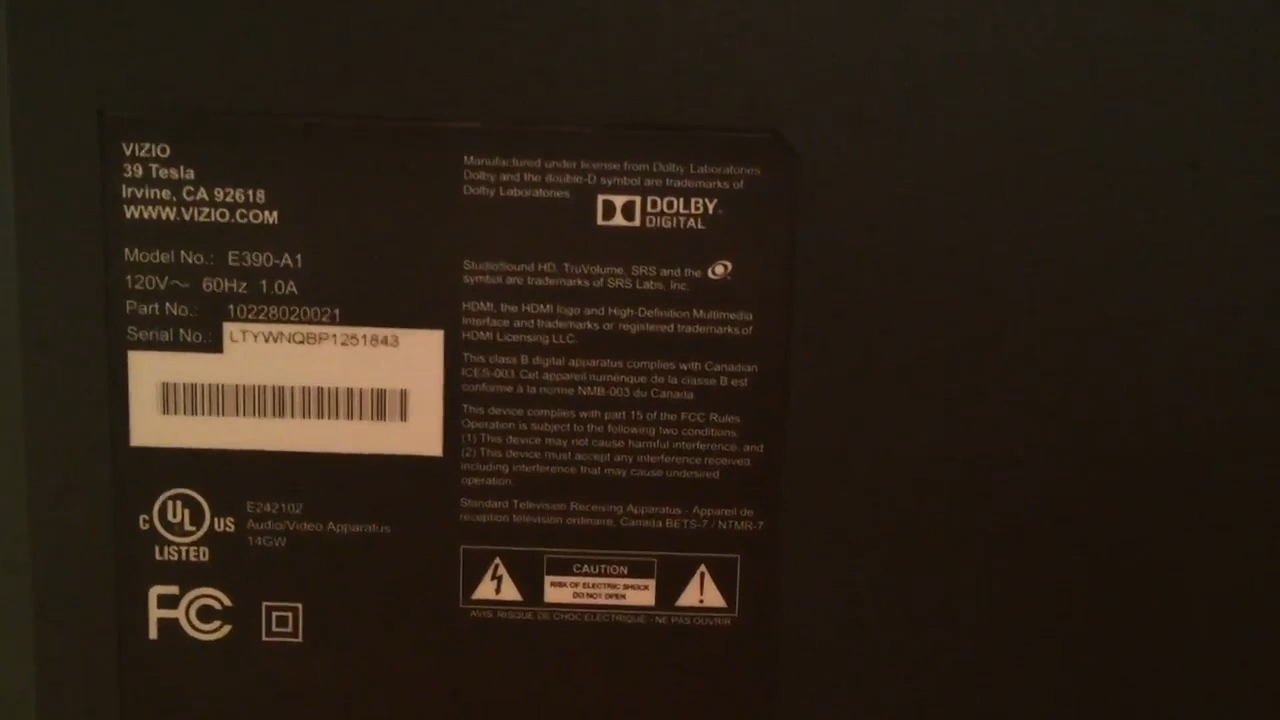 VIZIO
39 Tesla
Irvine, CA 92618
WWW.VIZIO.COM
Model No.: E390-A1
120V～ 60Hz 1.0A
Part No.: 10228020021
Serial No.: LTYWNQBP1251843
C UL US
LISTED
E242102
Audio/Video Apparatus
14GW
FC
Manufactured under license from Dolby Laboratories
Dolby and the double-D symbol are trademarks of
Dolby Laboratories
DOLBY
DIGITAL
StudioSound HD, TruVolume, SRS and the
symbol are trademarks of SRS Labs, Inc.
HDMI, the HDMI logo and High-Definition Multimedia
Interface and trademarks or registered trademarks of
HDMI Licensing LLC.
This class B digital apparatus complies with Canadian
ICES-003. Cet appareil numérique de la classe B est
conforme à la norme NMB-003 du Canada
This device complies with part 15 of the FCC Rules
Operation is subject to the following two conditions.
(1) This device may not cause harmful interference, and
(2) This device must accept any interference received,
including interference that may cause undesired
operation.
Standard Television Receiving Apparatus - Appareil de
réception télévision ordinaire, Canada BETS-7 / NTMR-7
CAUTION
RISK OF ELECTRIC SHOCK
DO NOT OPEN
AVIS: RISQUE DE CHOC ELECTRIQUE - NE PAS OUVRIR